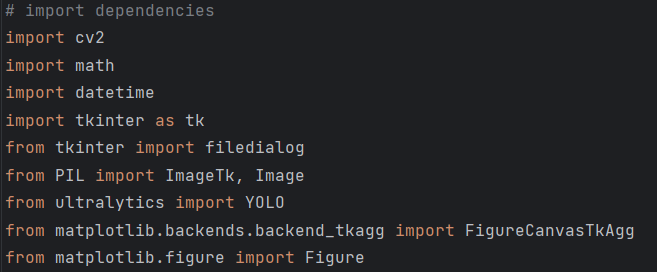 # import dependencies
import cv2
import math
import datetime
import tkinter as tk
from tkinter import filedialog
from PIL import ImageTk, Image
from ultralytics import YOLO
from matplotlib.backends.backend_tkagg import FigureCanvasTkAgg
from matplotlib.figure import Figure